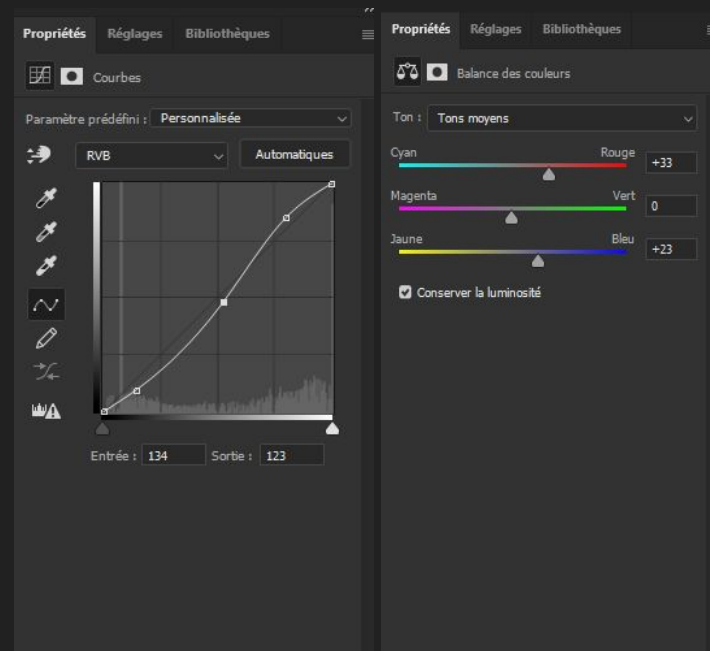 Propriétés Réglages Bibliothèques
Courbes
Paramètre prédéfini : Personnalisée
RVB Automatiques
Entrée : 134 Sortie : 123
Propriétés Réglages Bibliothèques
Balance des couleurs
Ton : Tons moyens
Cyan Rouge +33
Magenta Vert 0
Jaune Bleu +23
Conserver la luminosité